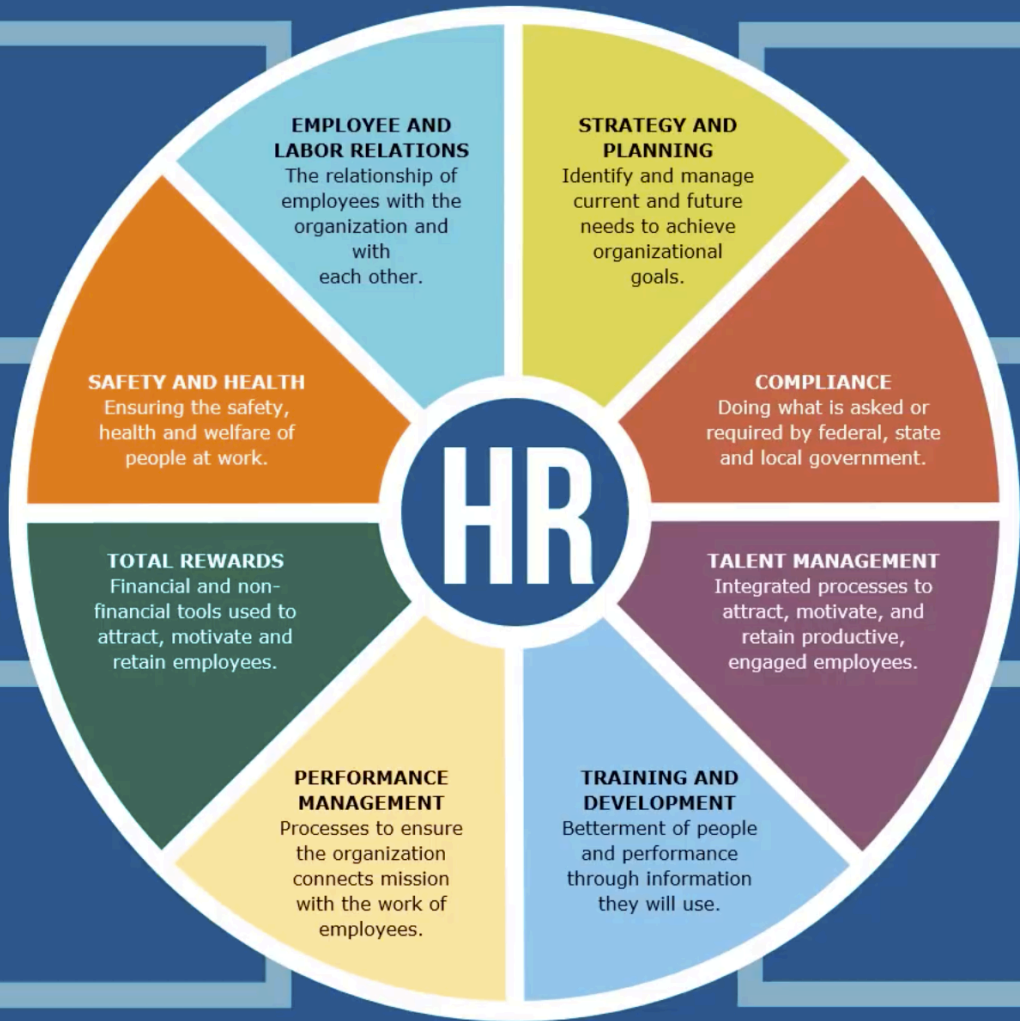 EMPLOYEE AND
LABOR RELATIONS
The relationship of
employees with the
organization and
with
each other.
STRATEGY AND
PLANNING
Identify and manage
current and future
needs to achieve
organizational
goals.
SAFETY AND HEALTH
Ensuring the safety,
health and welfare of
people at work.
COMPLIANCE
Doing what is asked or
required by federal, state
and local government.
HR
TOTAL REWARDS
Financial and non-
financial tools used to
attract, motivate and
retain employees.
TALENT MANAGEMENT
Integrated processes to
attract, motivate, and
retain productive,
engaged employees.
PERFORMANCE
MANAGEMENT
Processes to ensure
the organization
connects mission
with the work of
employees.
TRAINING AND
DEVELOPMENT
Betterment of people
and performance
through information
they will use.